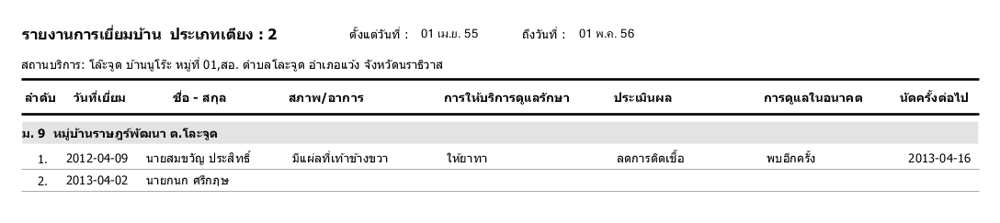 รายงานการเยี่ยมบ้าน ประเภทเตียง : 2 ตั้งแต่วันที่ : 01 เม.ย. 55 ถึงวันที่ : 01 พ.ค. 56
สถานบริการ: โล๊ะจูด บ้านนูโร๊ะ หมู่ที่ 01,สอ. ตำบลโละจูด อำเภอแว้ง จังหวัดนราธิวาส
ลำดับ วันที่เยี่ยม ชื่อ - สกุล สภาพ/อาการ การให้บริการดูแลรักษา ประเมินผล การดูแลในอนาคต นัดครั้งต่อไป
ม. 9 หมู่บ้านราษฎร์พัฒนา ต.โละจูด
1. 2012-04-09 นายสมขวัญ ประสิทธิ์ มีแผลที่เท้าข้างขวา ให้ยาทา ลดการติดเชื้อ พบอีกครั้ง 2013-04-16
2. 2013-04-02 นายกนก ศรีกฤษ